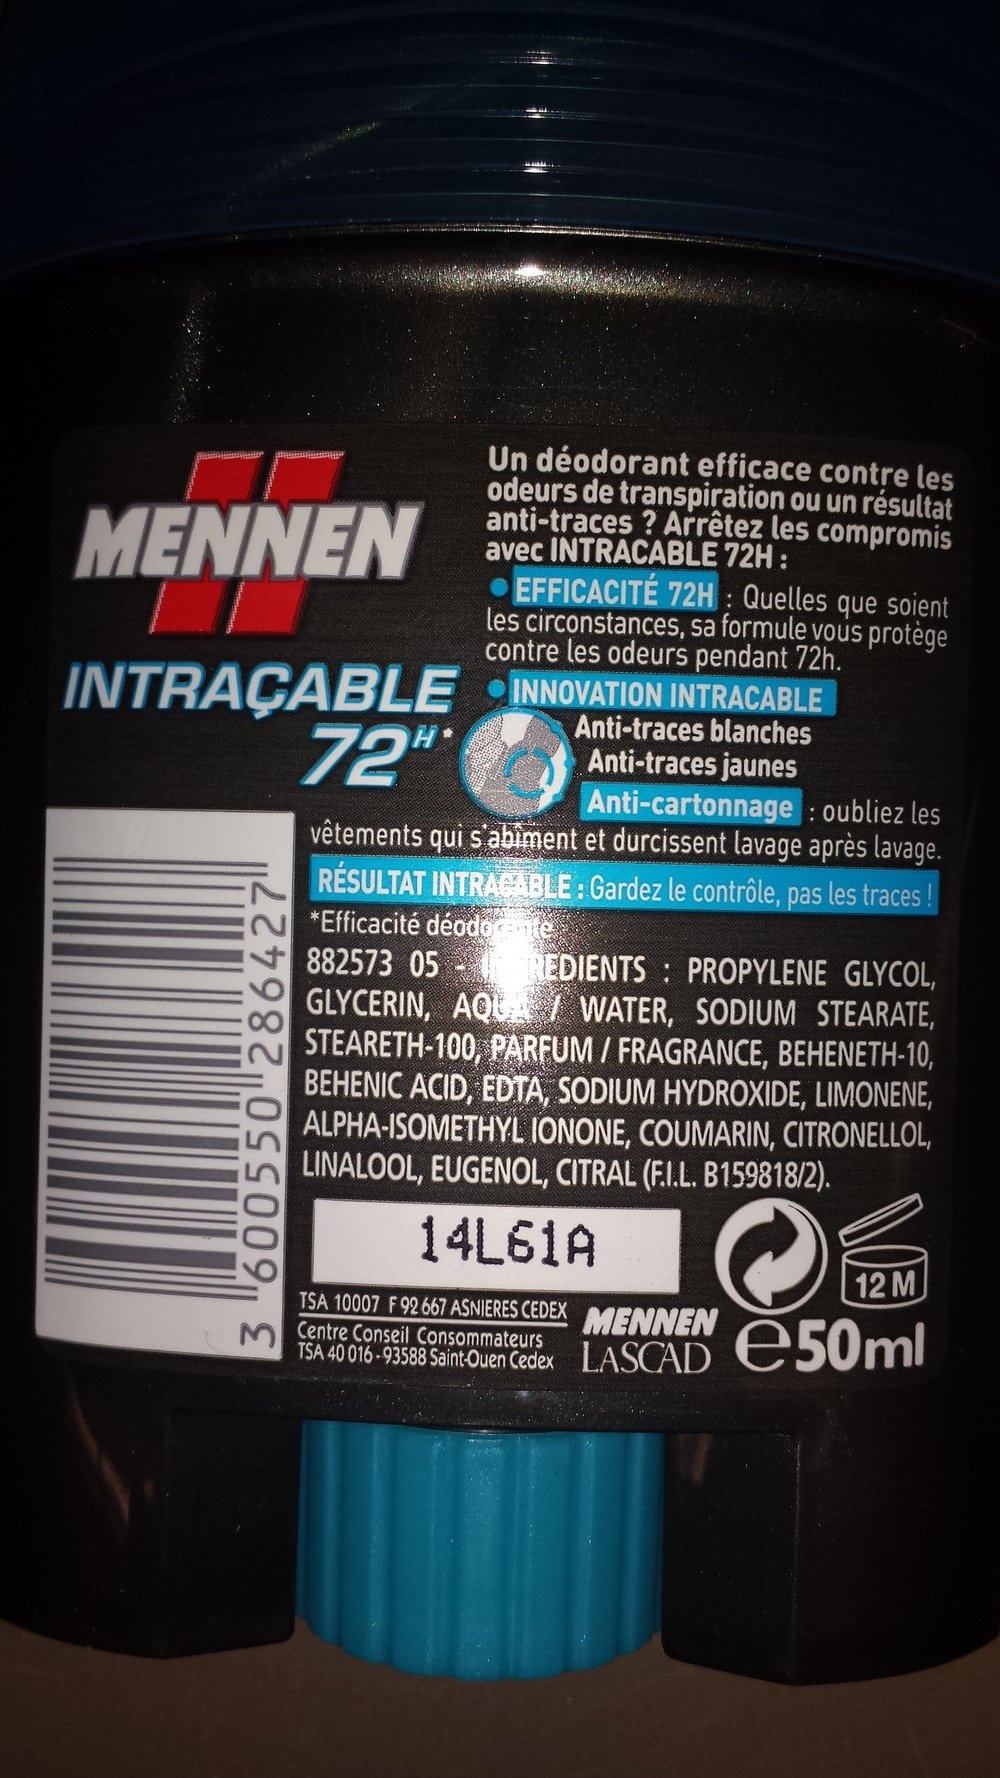 MENNEN
INTRAÇABLE
72H*
Un déodorant efficace contre les
odeurs de transpiration ou un résultat
anti-traces ? Arrêtez les compromis
avec INTRACABLE 72H :
• EFFICACITÉ 72H : Quelles que soient
les circonstances, sa formule vous protège
contre les odeurs pendant 72h.
• INNOVATION INTRACABLE
Anti-traces blanches
Anti-traces jaunes
Anti-cartonnage : oubliez les
vêtements qui s'abîment et durcissent lavage après lavage.
RÉSULTAT INTRACABLE : Gardez le contrôle, pas les traces !
*Efficacité déodorante
882573 05 - INGREDIENTS : PROPYLENE GLYCOL,
GLYCERIN, AQUA / WATER, SODIUM STEARATE,
STEARETH-100, PARFUM / FRAGRANCE, BEHENETH-10,
BEHENIC ACID, EDTA, SODIUM HYDROXIDE, LIMONENE,
ALPHA-ISOMETHYL IONONE, COUMARIN, CITRONELLOL,
LINALOOL, EUGENOL, CITRAL (F.I.L. B159818/2).
14L61A
12 M
TSA 10007 F 92 667 ASNIERES CEDEX
Centre Conseil Consommateurs
TSA 40 016 - 93588 Saint-Ouen Cedex
MENNEN
LASCAD
e50ml
3 600550 286427